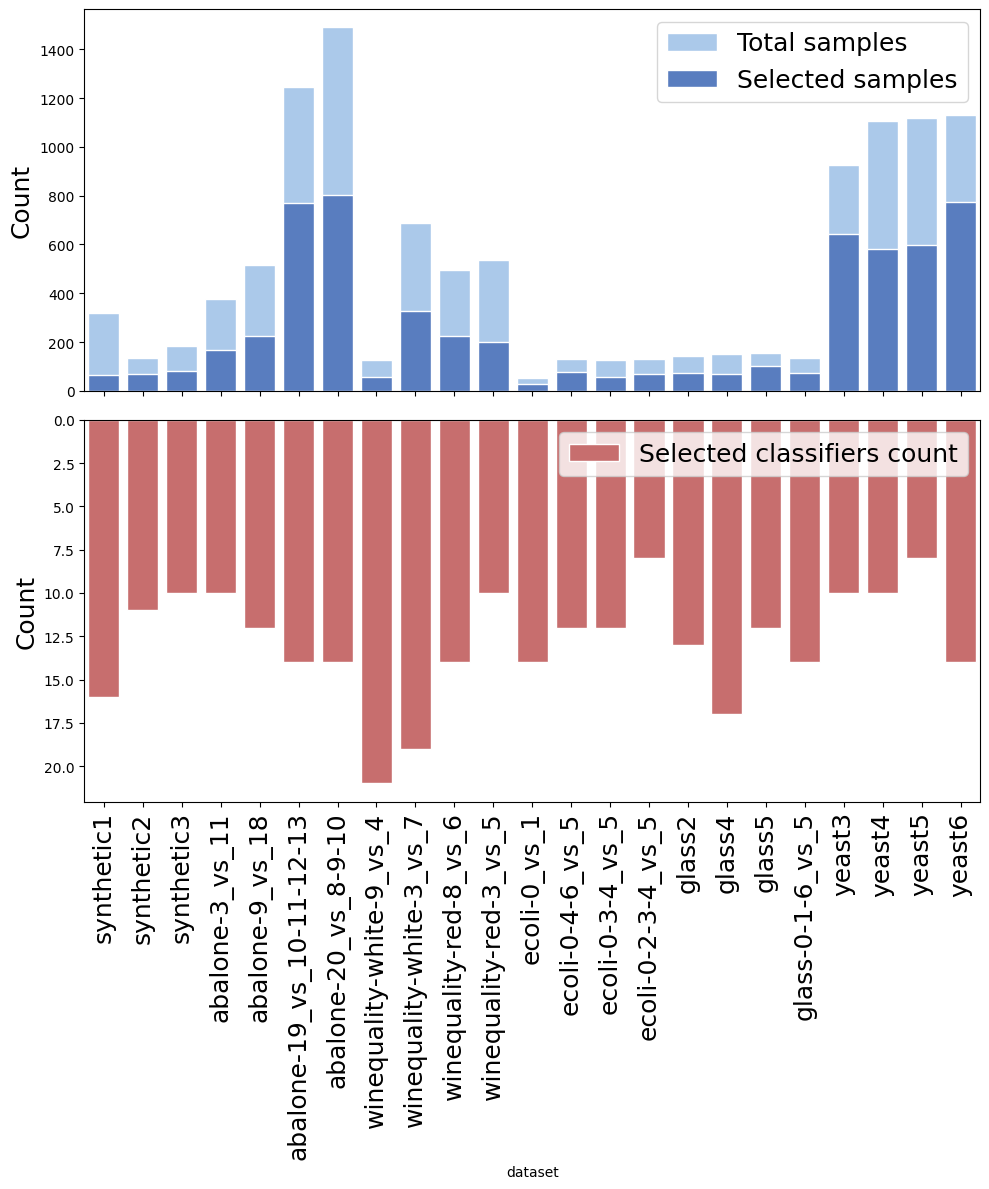 1400
1200
1000
800
600
400
200
0
Count
Total samples
Selected samples
0.0
2.5
5.0
7.5
10.0
12.5
15.0
17.5
20.0
Count
Selected classifiers count
synthetic1
synthetic2
synthetic3
abalone-3_vs_11
abalone-9_vs_18
abalone-19_vs_10-11-12-13
abalone-20_vs_8-9-10
winequality-white-9_vs_4
winequality-white-3_vs_7
winequality-red-8_vs_6
winequality-red-3_vs_5
ecoli-0_vs_1
ecoli-0-4-6_vs_5
ecoli-0-3-4_vs_5
ecoli-0-2-3-4_vs_5
glass2
glass4
glass5
glass-0-1-6_vs_5
yeast3
yeast4
yeast5
yeast6
dataset